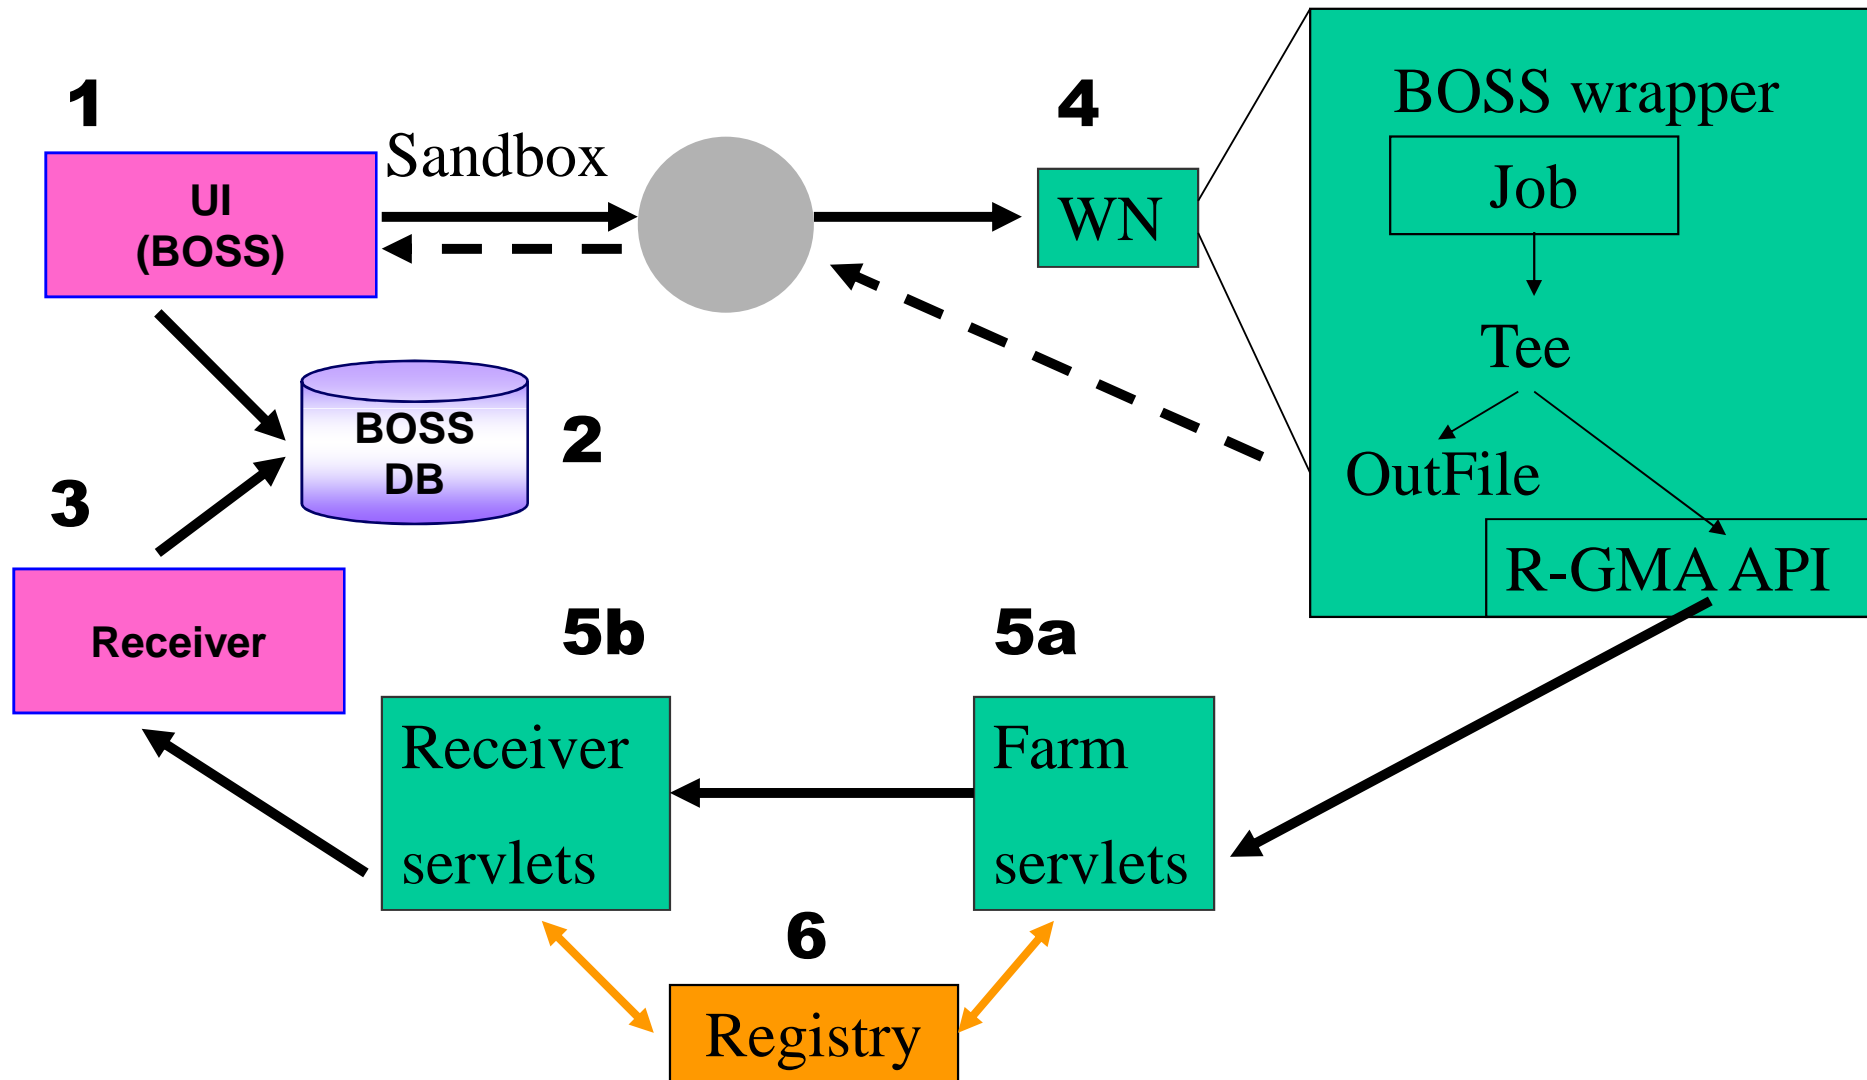 1
UI
(BOSS)
Sandbox
4
WN
BOSS wrapper
Job
Tee
OutFile
R-GMA API
BOSS
DB
2
3
Receiver
5b
Receiver
servlets
5a
Farm
servlets
6
Registry